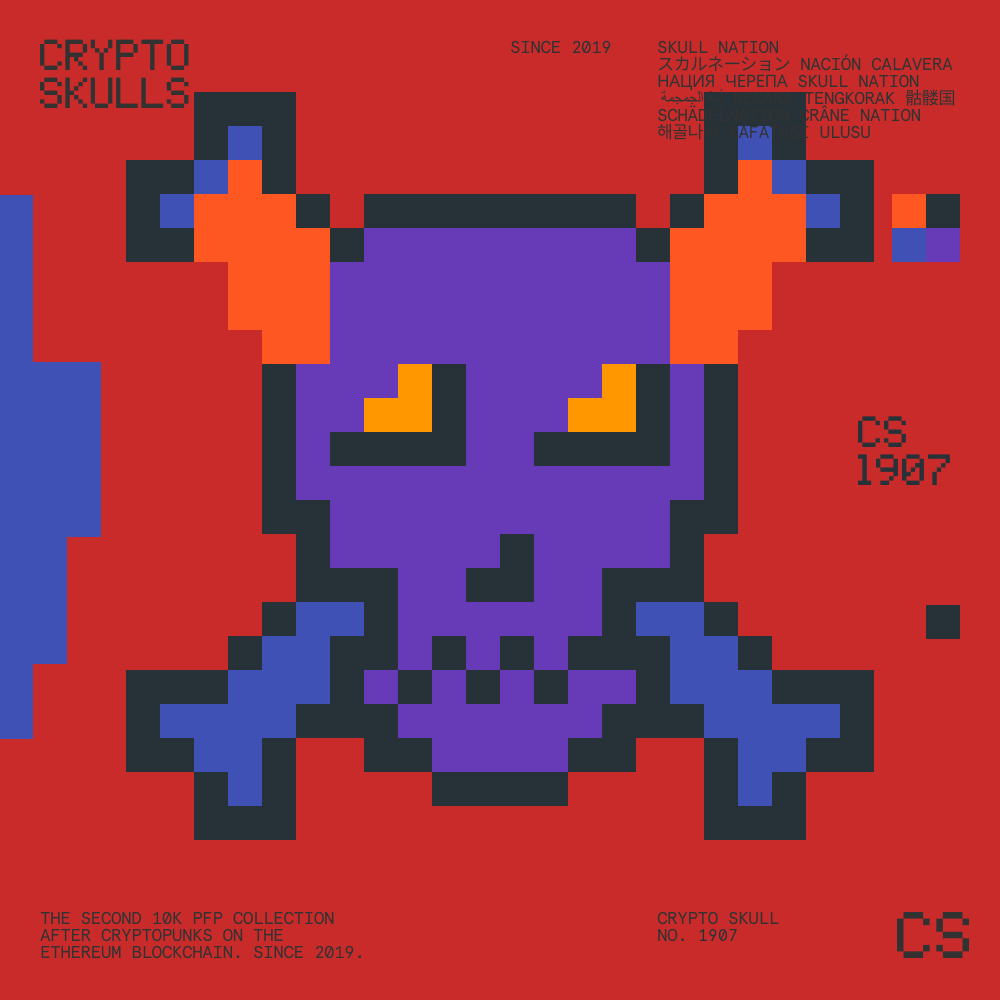 CRYPTO
SKULLS
SINCE 2019
SKULL NATION
スカルネーション NACIÓN CALAVERA
НАЦИЯ ЧЕРЕПА SKULL NATION
TENGKORAK 骷髅国
CRÂNE NATION
ULUSU
CS
1907
THE SECOND 10K PFP COLLECTION
AFTER CRYPTOPUNKS ON THE
ETHEREUM BLOCKCHAIN. SINCE 2019.
CRYPTO SKULL
NO. 1907
CS